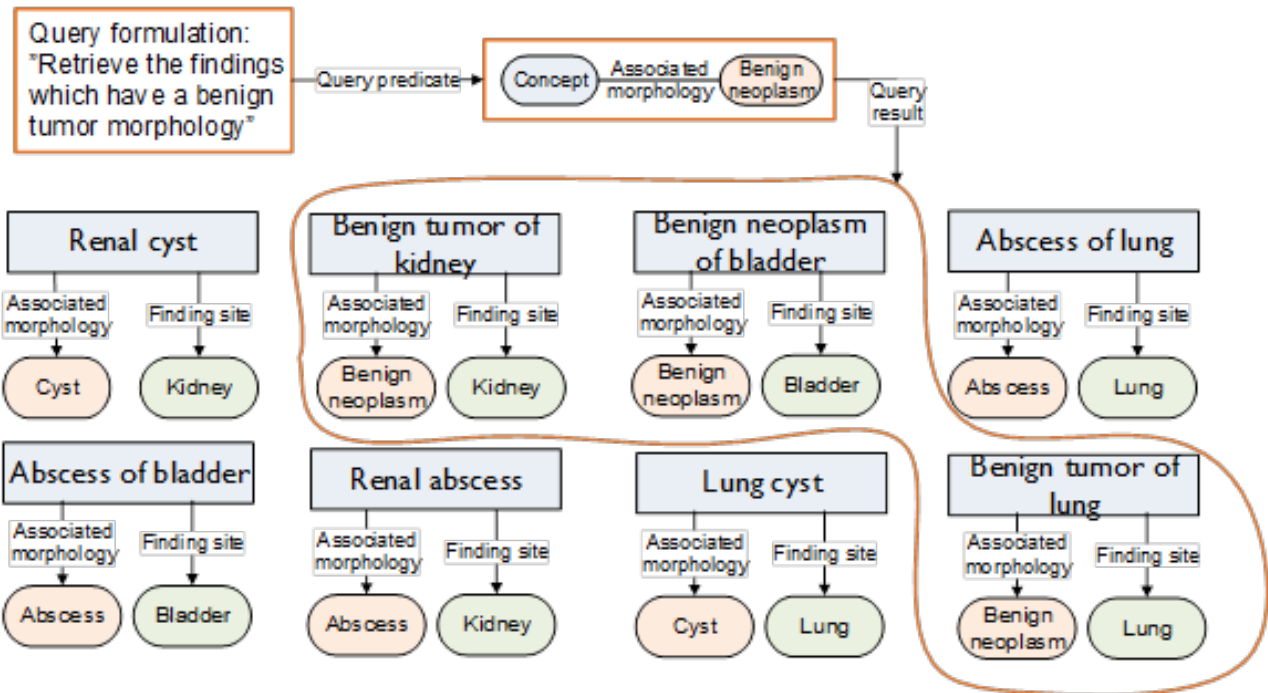 Query formulation:
"Retrieve the findings
which have a benign
tumor morphology"
Query predicate
Concept
Associated
morphology
Benign
neoplasm
Query
result
Renal cyst
Associated
morphology
Finding site
Cyst
Kidney
Benign tumor of
kidney
Associated
morphology
Finding site
Benign
neoplasm
Kidney
Benign neoplasm
of bladder
Associated
morphology
Finding site
Benign
neoplasm
Bladder
Abscess of lung
Associated
morphology
Finding site
Abscess
Lung
Abscess of bladder
Associated
morphology
Finding site
Abscess
Bladder
Renal abscess
Associated
morphology
Finding site
Abscess
Kidney
Lung cyst
Associated
morphology
Finding site
Cyst
Lung
Benign tumor of
lung
Associated
morphology
Finding site
Benign
neoplasm
Lung